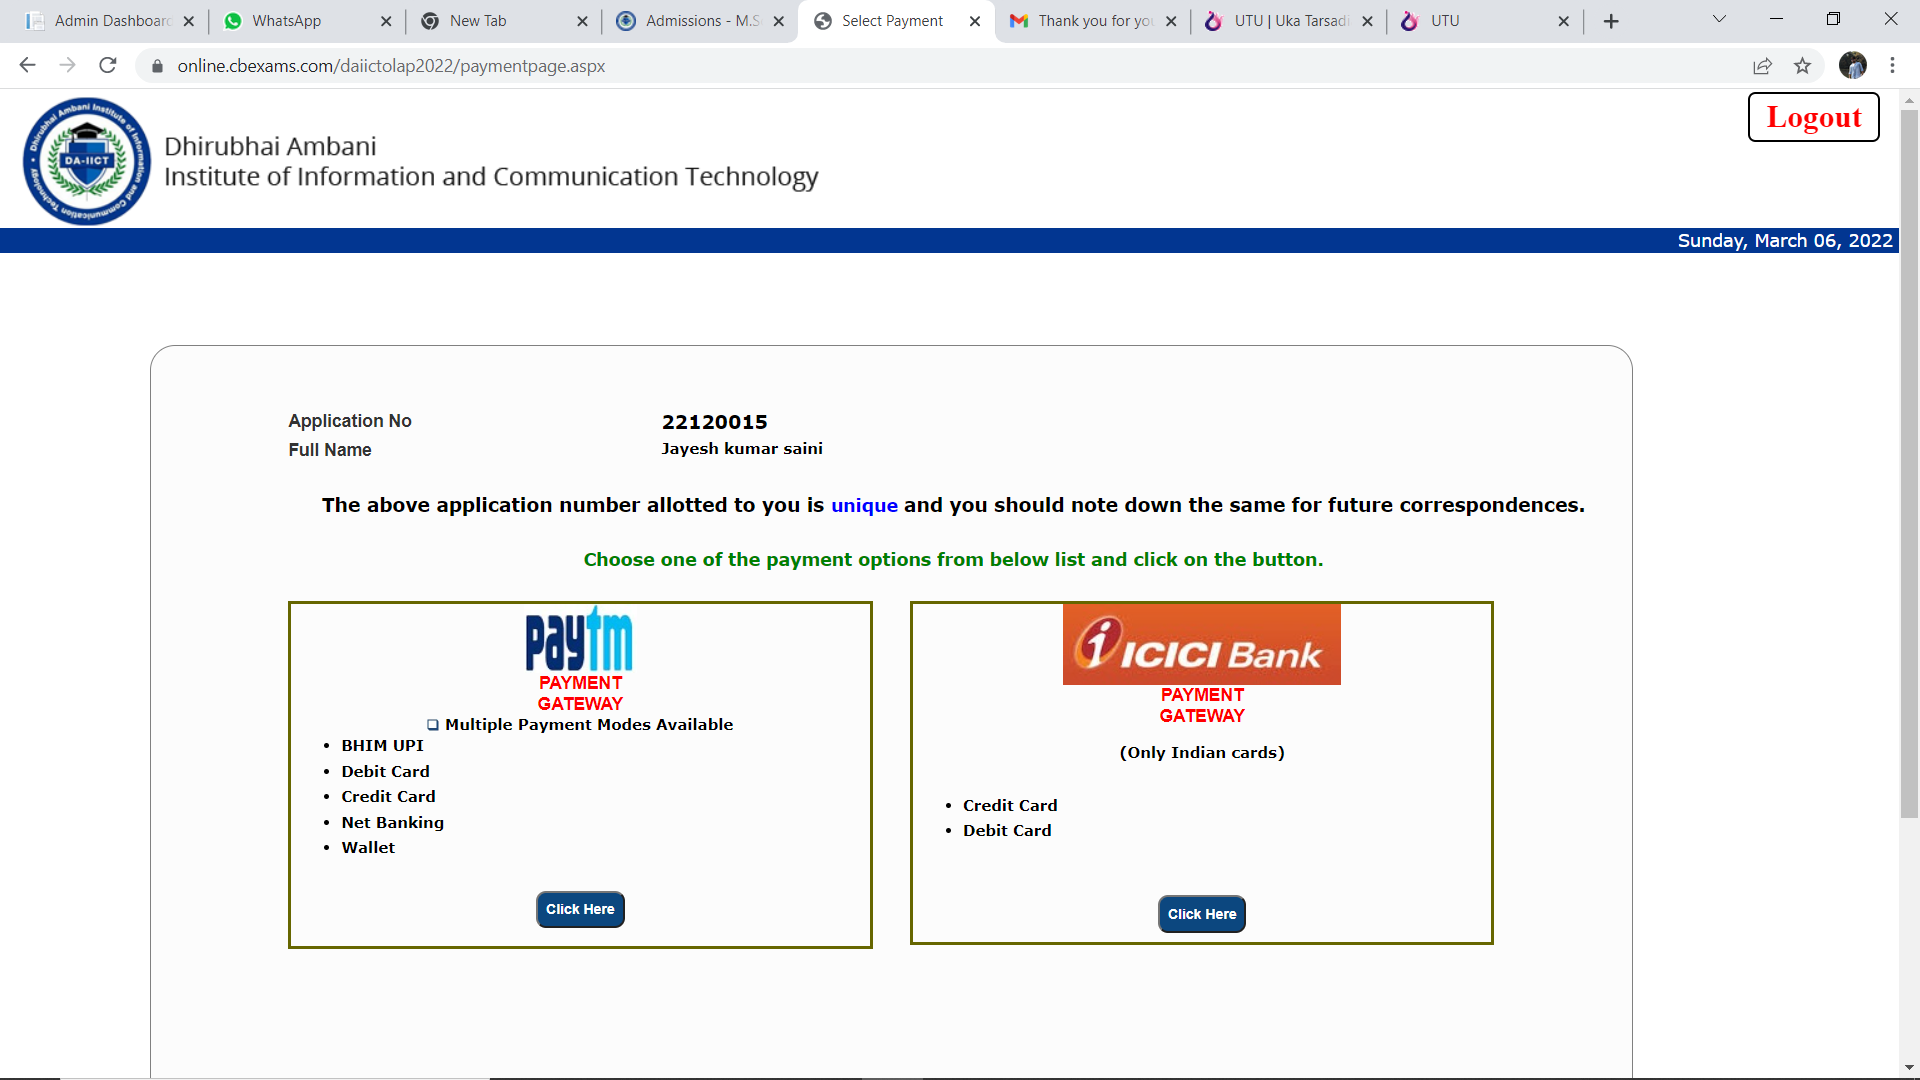 Admin Dashboard
WhatsApp
New Tab
Admissions - M.S
Select Payment
Thank you for yo
UTU | Uka Tarsadi
UTU
online.cbexams.com/daiictolap2022/paymentpage.aspx
Dhirubhai Ambani Institute of Information and Communication Technology
DA-IICT
Dhirubhai Ambani
Institute of Information and Communication Technology
Logout
Sunday, March 06, 2022
Application No 22120015
Full Name Jayesh kumar saini
The above application number allotted to you is unique and you should note down the same for future correspondences.
Choose one of the payment options from below list and click on the button.
paytm
PAYMENT
GATEWAY
❑ Multiple Payment Modes Available
• BHIM UPI
• Debit Card
• Credit Card
• Net Banking
• Wallet
Click Here
i ICICI Bank
PAYMENT
GATEWAY
(Only Indian cards)
• Credit Card
• Debit Card
Click Here